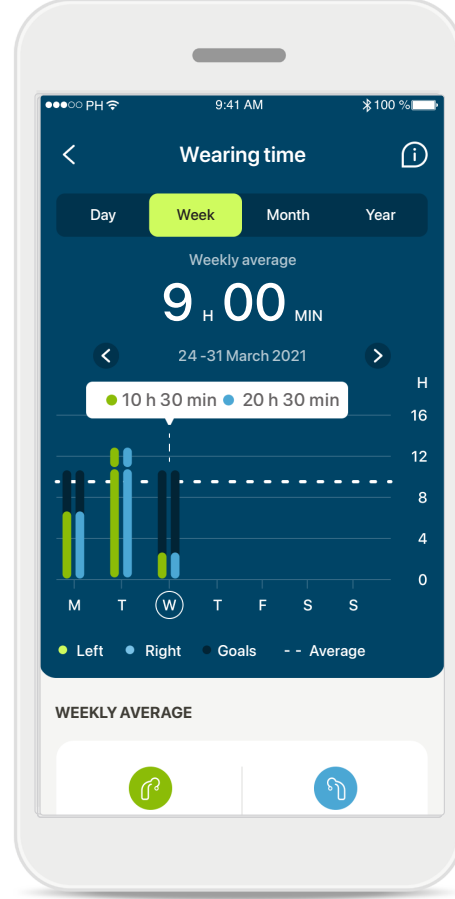 PH 9:41 AM 100 %
Wearing time
Day Week Month Year
Weekly average
9 H 00 MIN
24 -31 March 2021
H
10 h 30 min 20 h 30 min
16
12
8
4
0
M T W T F S S
Left Right Goals - - Average
WEEKLY AVERAGE